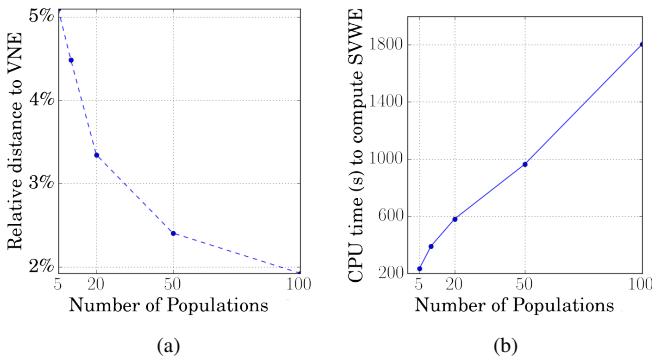 5%
4%
3%
2%
Relative distance to VNE
5 20 50 100
Number of Populations
(a)
1800
1400
1000
600
200
CPU time (s) to compute SVWE
5 20 50 100
Number of Populations
(b)